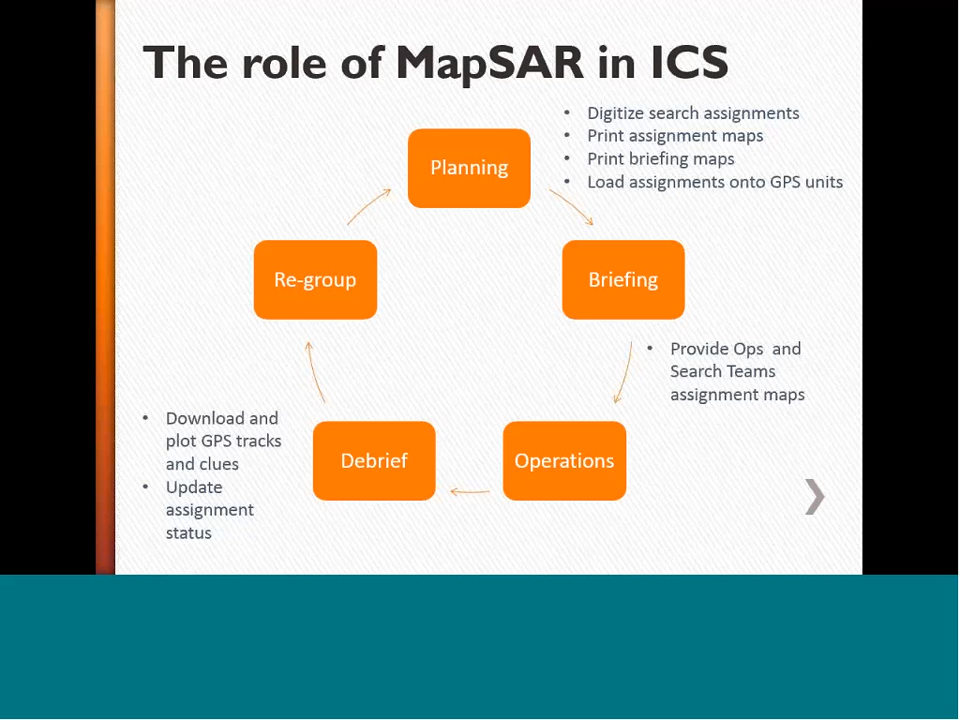 The role of MapSAR in ICS
• Digitize search assignments
• Print assignment maps
• Print briefing maps
• Load assignments onto GPS units
Planning
Briefing
Re-group
• Provide Ops and
Search Teams
assignment maps
• Download and
plot GPS tracks
and clues
• Update
assignment
status
Debrief
Operations